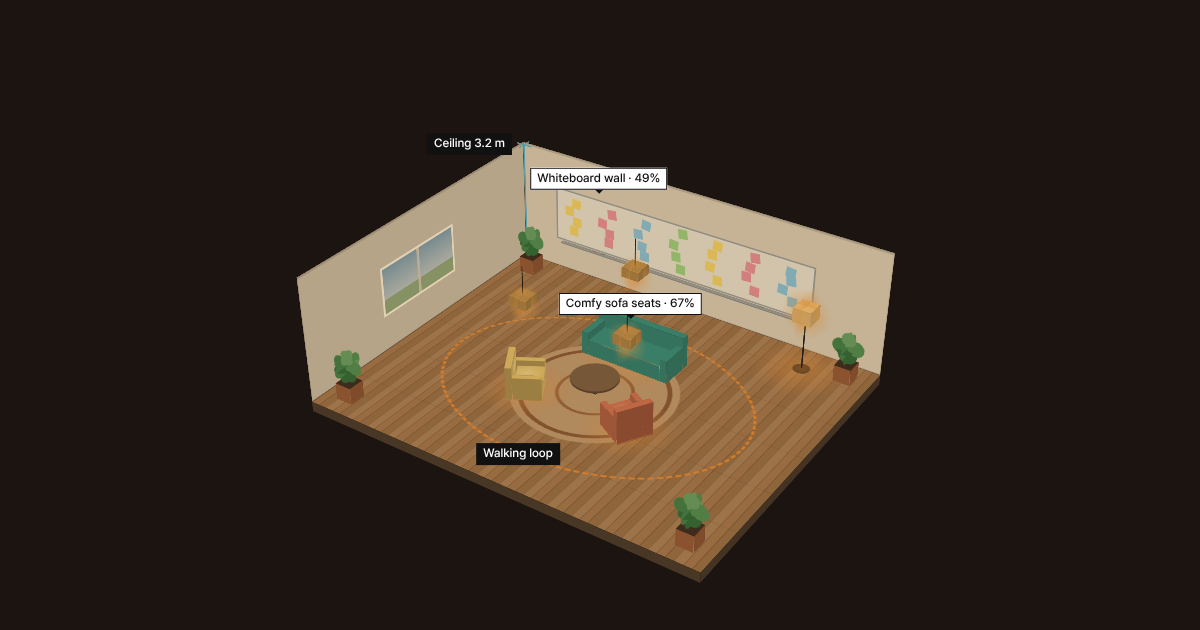 Ceiling 3.2 m
Whiteboard wall · 49%
Comfy sofa seats · 67%
Walking loop